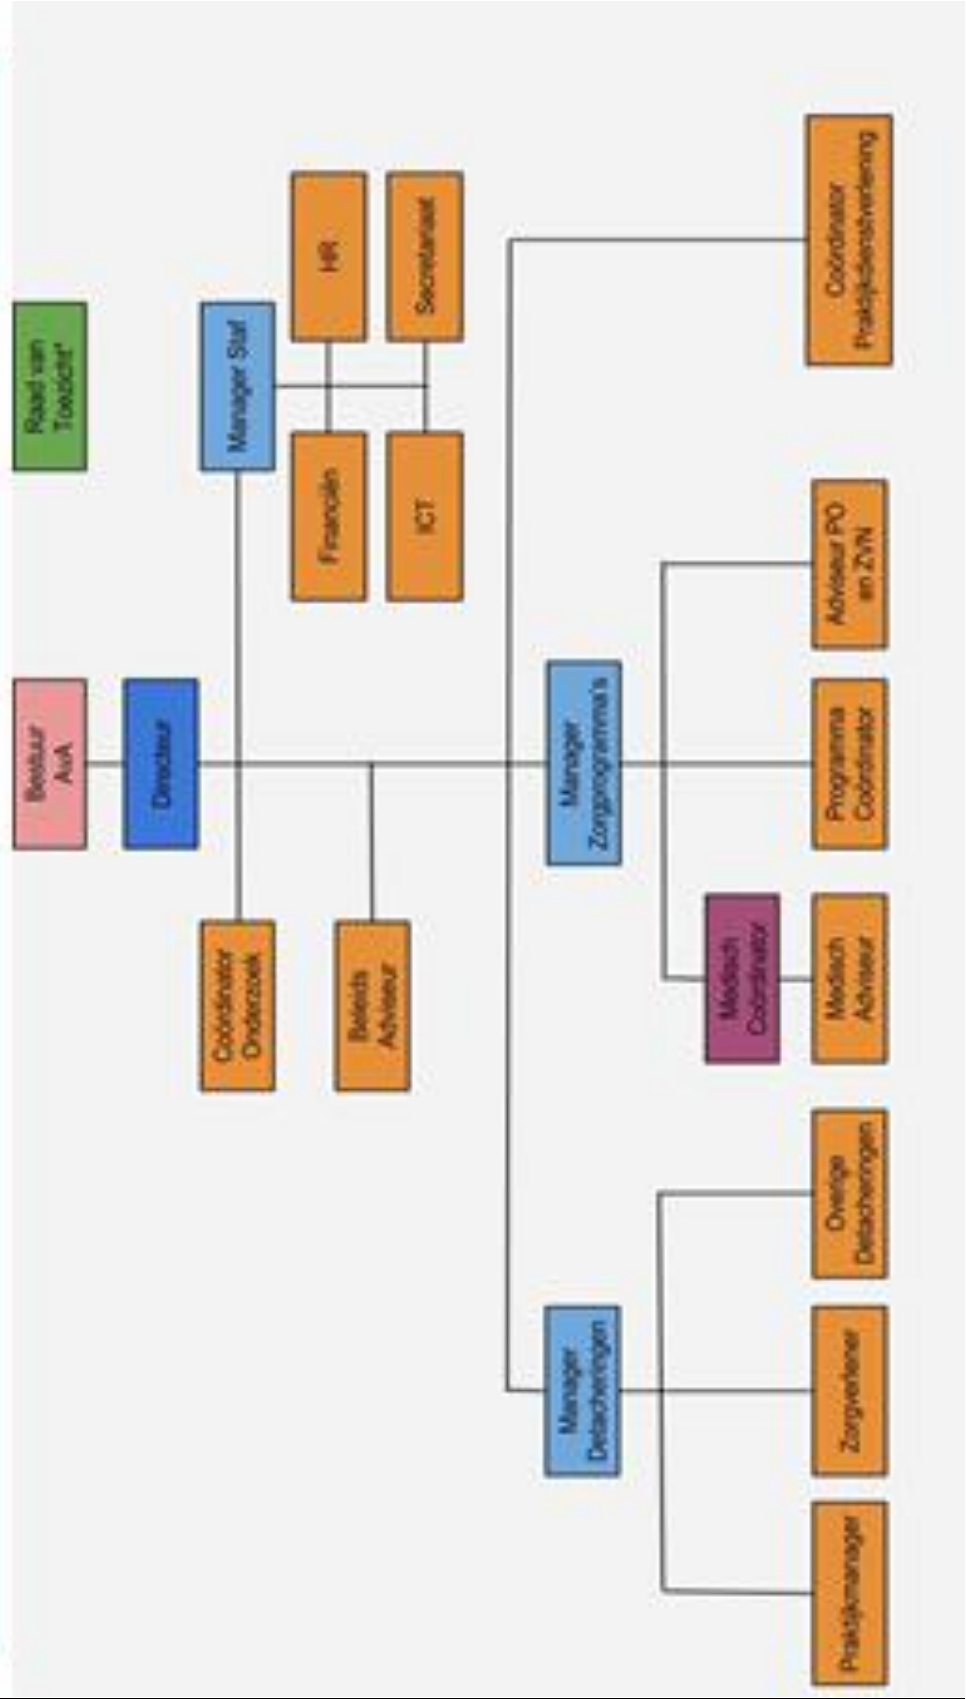 Bestuur
AvA
Raad van
Toezicht*
Directeur
Coördinator
Onderzoek
Manager Staf
Financiën
HR
Beleids
Adviseur
ICT
Secretariaat
Manager
Detacheringen
Manager
Zorgprogramma's
Medisch
Coördinator
Praktijkmanager
Zorgverlener
Overige
Detacheringen
Medisch
Adviseur
Programma
Coördinator
Adviseur PO
en ZVN
Coördinator
Praktijkdienstverlening